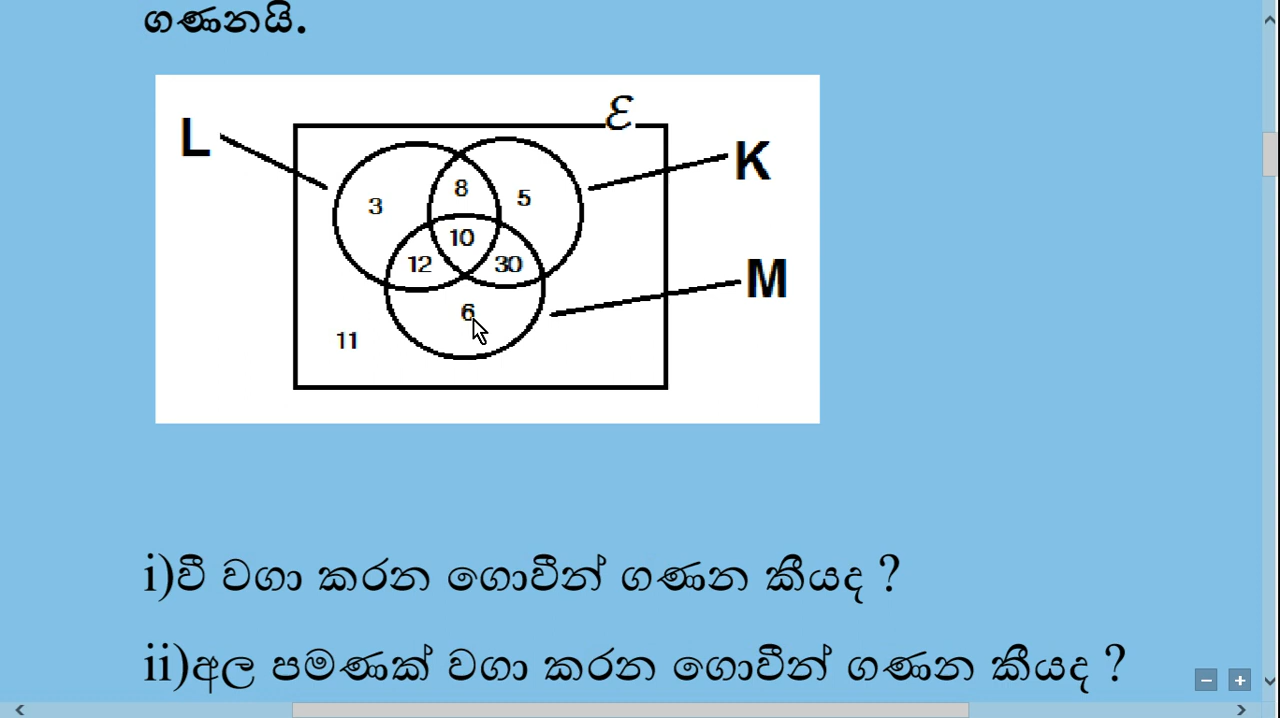 ගණනයි.
ℰ
L
K
8
5
3
10
12
30
M
6
11
i)වී වගා කරන ගොවීන් ගණන කීයද ?
ii)අල පමණක් වගා කරන ගොවීන් ගණන කීයද ?